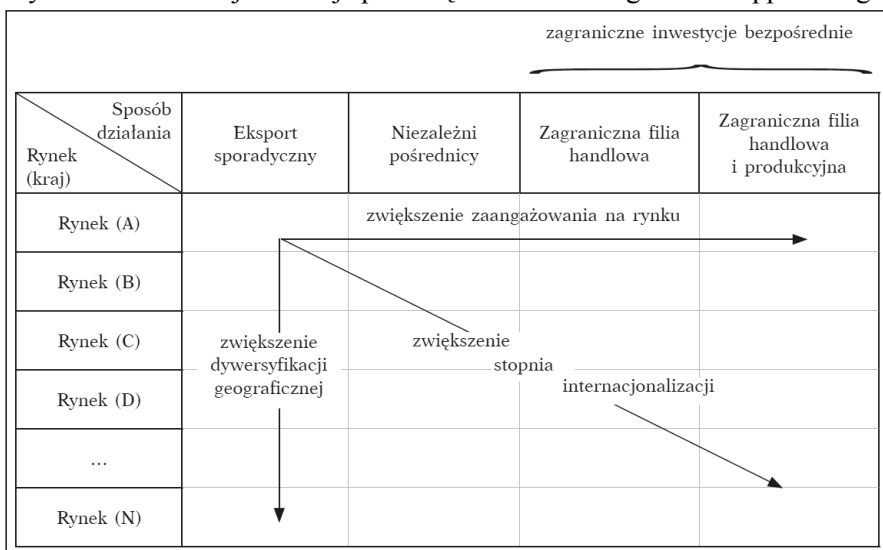 zagraniczne inwestycje bezpośrednie
Sposób
działania
Rynek
(kraj)
Eksport
sporadyczny
Niezależni
pośrednicy
Zagraniczna filia
handlowa
Zagraniczna filia
handlowa
i produkcyjna
Rynek (A)
zwiększenie zaangażowania na rynku
Rynek (B)
Rynek (C)
zwiększenie
dywersyfikacji
geograficznej
zwiększenie
stopnia
internacjonalizacji
Rynek (D)
...
Rynek (N)